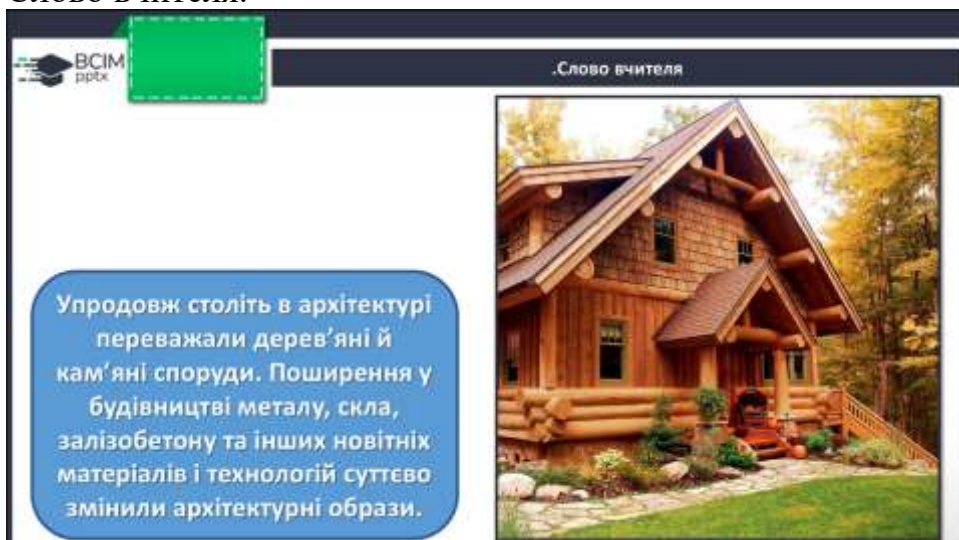 Слово вчителя.
BCIM
pptx
.Слово вчителя
Упродовж століть в архітектурі
переважали дерев’яні й
кам’яні споруди. Поширення у
будівництві металу, скла,
залізобетону та інших новітніх
матеріалів і технологій суттєво
змінили архітектурні образи.